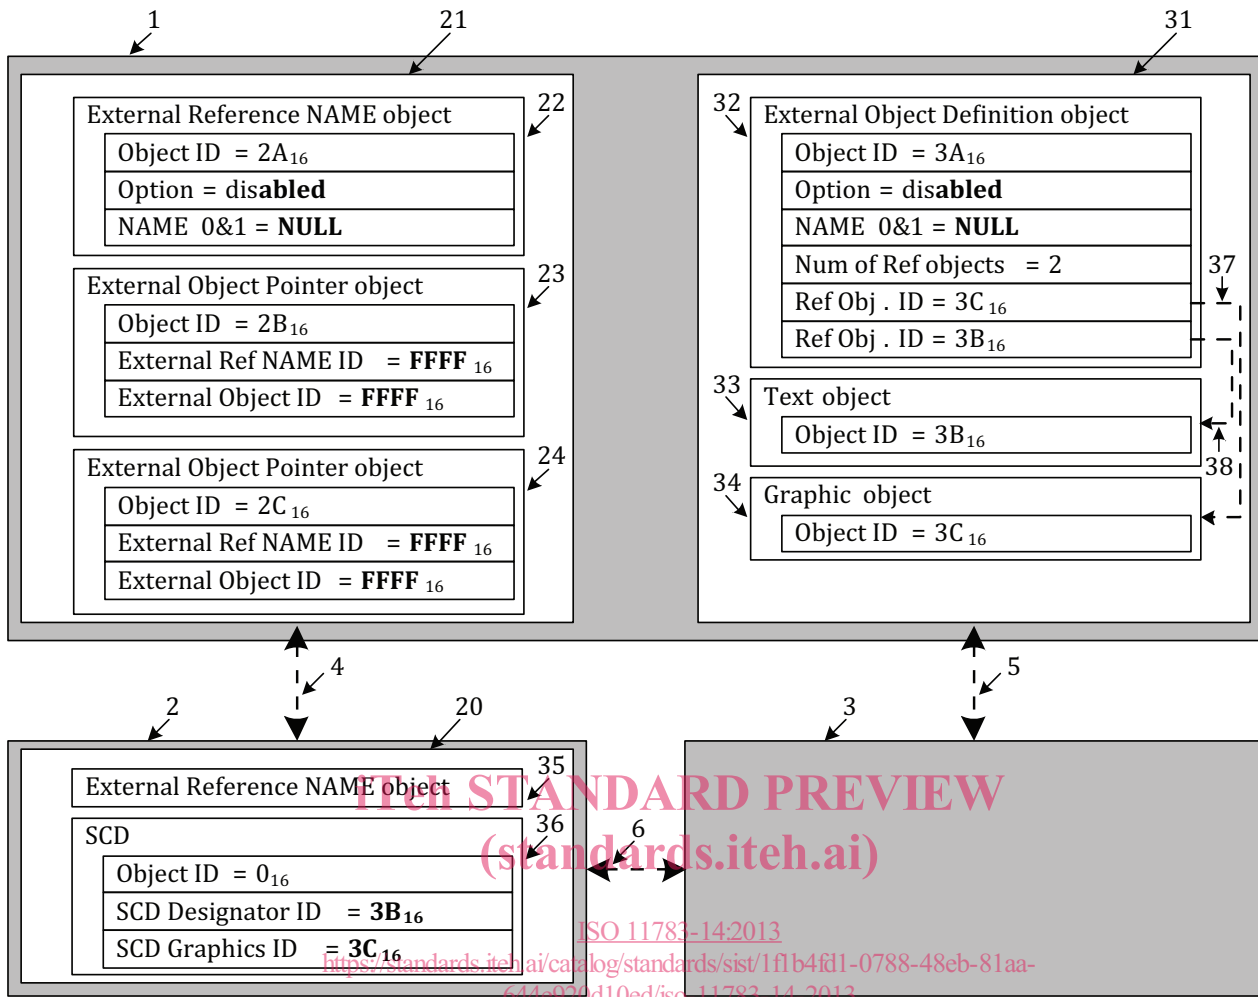 1
21
31
External Reference NAME object
22
Object ID = 2A16
Option = disabled
NAME 0&1 = NULL
External Object Pointer object
23
Object ID = 2B16
External Ref NAME ID = FFFF 16
External Object ID = FFFF 16
External Object Pointer object
24
Object ID = 2C 16
External Ref NAME ID = FFFF 16
External Object ID = FFFF 16
32
External Object Definition object
Object ID = 3A16
Option = disabled
NAME 0&1 = NULL
Num of Ref objects = 2
37
Ref Obj . ID = 3C 16
Ref Obj . ID = 3B16
33
Text object
Object ID = 3B16
38
34
Graphic object
Object ID = 3C 16
4
5
2
20
3
External Reference NAME object
35
SCD
36
Object ID = 016
SCD Designator ID = 3B16
SCD Graphics ID = 3C 16
6
iTeh STANDARD PREVIEW
(standards.iteh.ai)
ISO 11783-14:2013
https://standards.iteh.ai/catalog/standards/sist/1f1b4fd1-0788-48eb-81aa-
644e920d10ed/iso-11783-14-2013